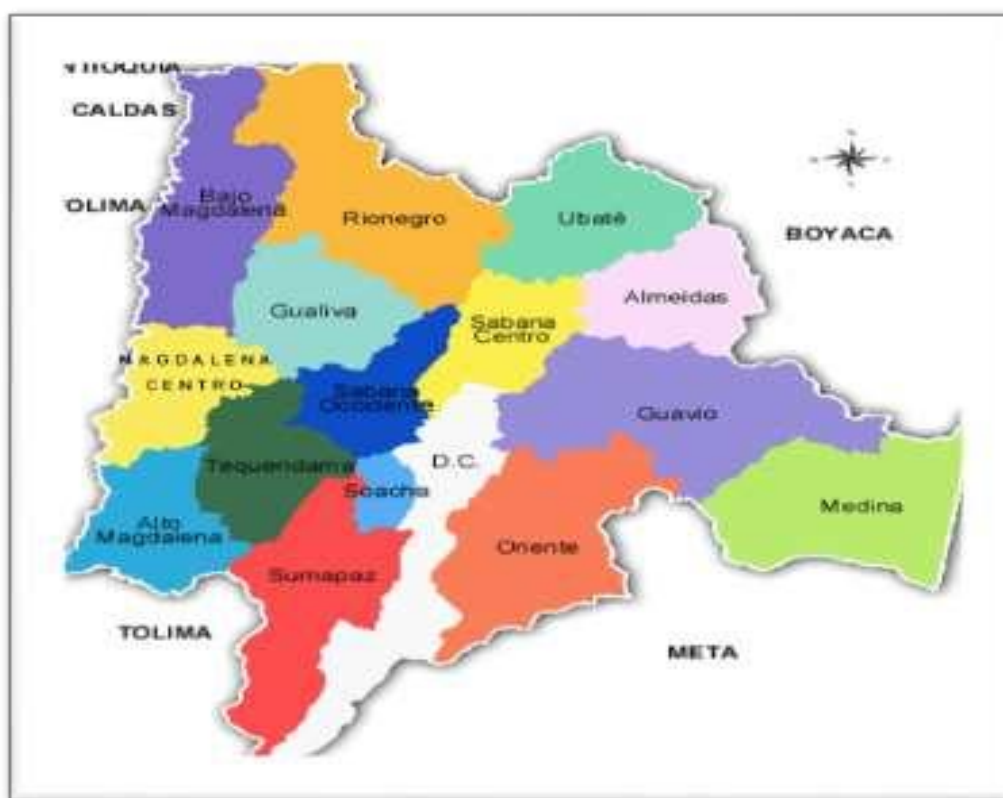 CALDAS
TOLIMA
Bajo
Magdalena
Rionegro
Ubaté
BOYACA
Gualiva
Almeidas
Sabana
Centro
MAGDALENA
CENTRO
Sabana
Occidente
Guavio
D.C.
Tequendama
Soacha
Medina
Alto
Magdalena
Oriente
Sumapaz
TOLIMA
META